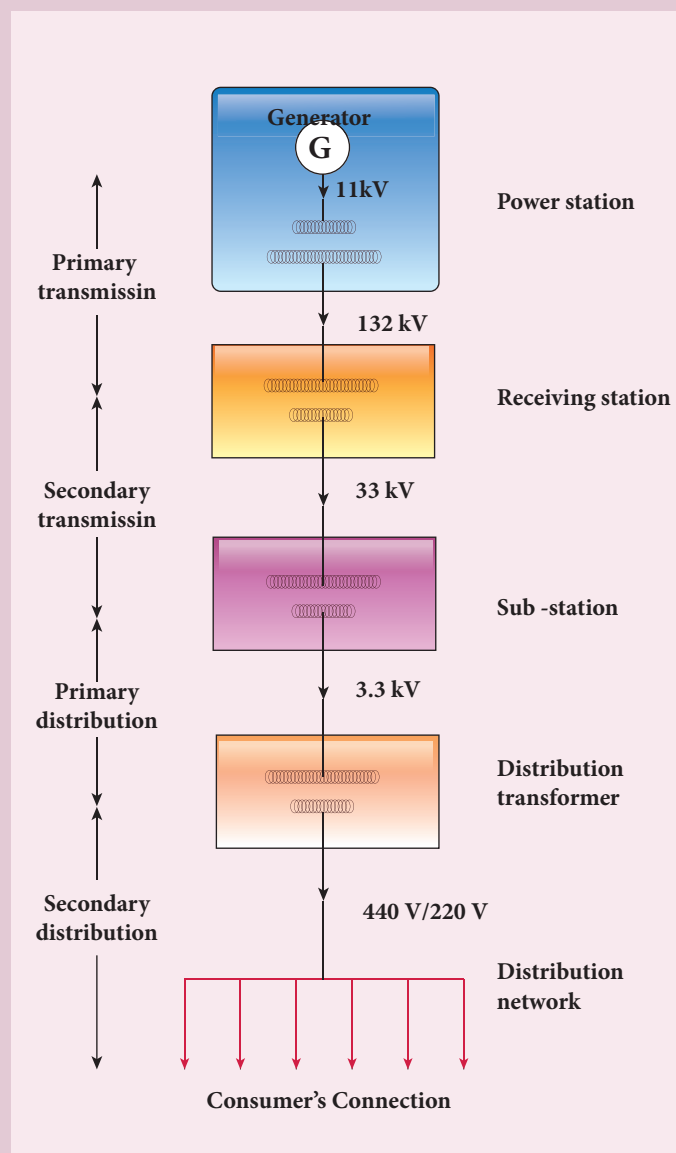 Generator
G
11kV
Power station
Primary
transmissin
132 kV
Receiving station
Secondary
transmissin
33 kV
Sub -station
Primary
distribution
3.3 kV
Distribution
transformer
Secondary
distribution
440 V/220 V
Distribution
network
Consumer's Connection